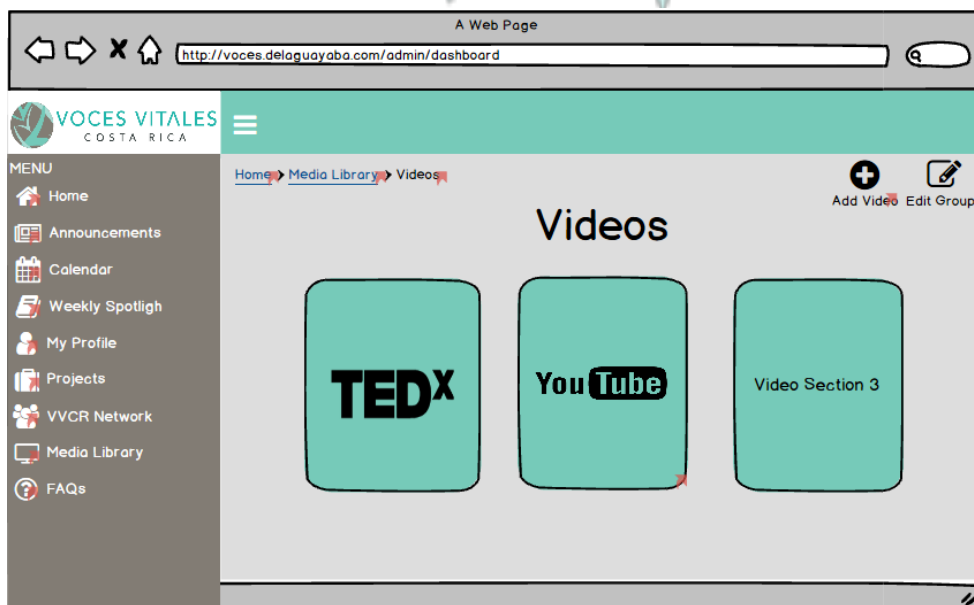 A Web Page
http://voces.delaguayaba.com/admin/dashboard
VOCES VITALES
COSTA RICA
MENU
Home
Announcements
Calendar
Weekly Spotligh
My Profile
Projects
VVCR Network
Media Library
FAQs
Home > Media Library > Videos
Add Video Edit Group
Videos
TEDx
YouTube
Video Section 3